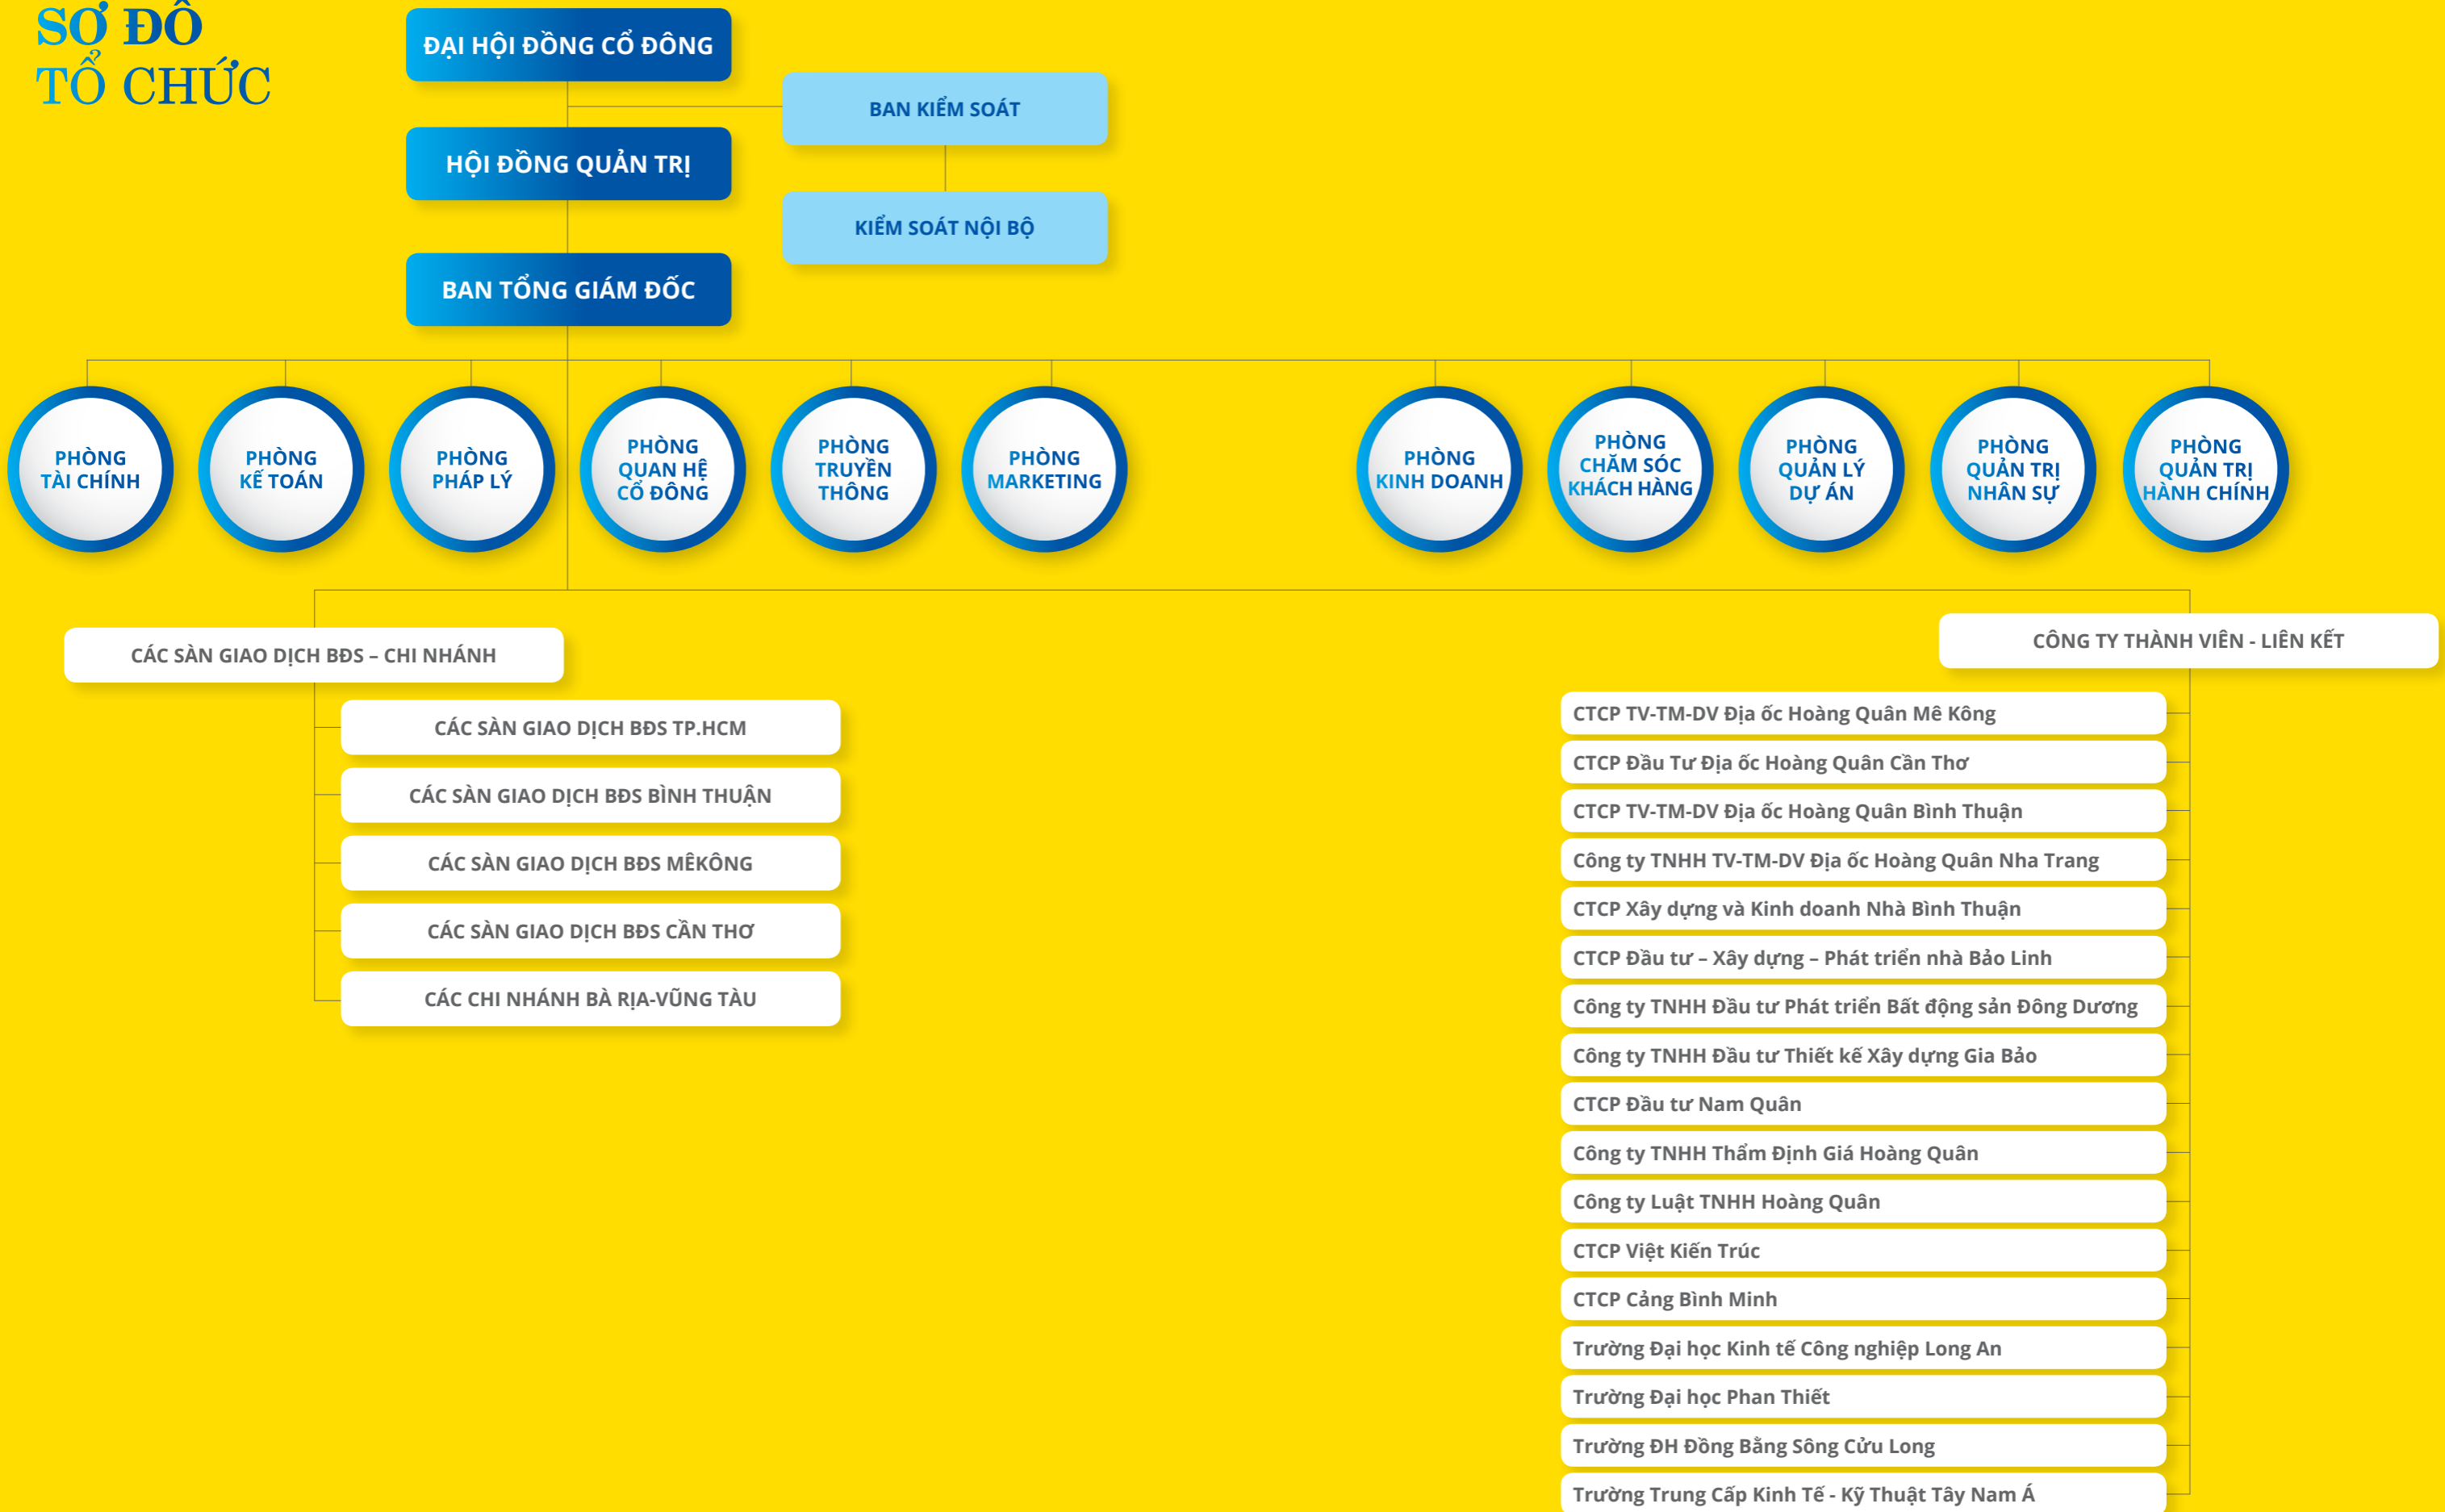 SƠ ĐỒ
TỔ CHỨC
ĐẠI HỘI ĐỒNG CỔ ĐÔNG
BAN KIỂM SOÁT
HỘI ĐỒNG QUẢN TRỊ
KIỂM SOÁT NỘI BỘ
BAN TỔNG GIÁM ĐỐC
PHÒNG
TÀI CHÍNH
PHÒNG
KẾ TOÁN
PHÒNG
PHÁP LÝ
PHÒNG
QUAN HỆ
CỔ ĐÔNG
PHÒNG
TRUYỀN
THÔNG
PHÒNG
MARKETING
PHÒNG
KINH DOANH
PHÒNG
CHĂM SÓC
KHÁCH HÀNG
PHÒNG
QUẢN LÝ
DỰ ÁN
PHÒNG
QUẢN TRỊ
NHÂN SỰ
PHÒNG
QUẢN TRỊ
HÀNH CHÍNH
CÁC SÀN GIAO DỊCH BĐS – CHI NHÁNH
CÁC SÀN GIAO DỊCH BĐS TP.HCM
CÁC SÀN GIAO DỊCH BĐS BÌNH THUẬN
CÁC SÀN GIAO DỊCH BĐS MÊKÔNG
CÁC SÀN GIAO DỊCH BĐS CẦN THƠ
CÁC CHI NHÁNH BÀ RỊA-VŨNG TÀU
CÔNG TY THÀNH VIÊN - LIÊN KẾT
CTCP TV-TM-DV Địa ốc Hoàng Quân Mê Kông
CTCP Đầu Tư Địa ốc Hoàng Quân Cần Thơ
CTCP TV-TM-DV Địa ốc Hoàng Quân Bình Thuận
Công ty TNHH TV-TM-DV Địa ốc Hoàng Quân Nha Trang
CTCP Xây dựng và Kinh doanh Nhà Bình Thuận
CTCP Đầu tư – Xây dựng – Phát triển nhà Bảo Linh
Công ty TNHH Đầu tư Phát triển Bất động sản Đông Dương
Công ty TNHH Đầu tư Thiết kế Xây dựng Gia Bảo
CTCP Đầu tư Nam Quân
Công ty TNHH Thẩm Định Giá Hoàng Quân
Công ty Luật TNHH Hoàng Quân
CTCP Việt Kiến Trúc
CTCP Cảng Bình Minh
Trường Đại học Kinh tế Công nghiệp Long An
Trường Đại học Phan Thiết
Trường ĐH Đồng Bằng Sông Cửu Long
Trường Trung Cấp Kinh Tế - Kỹ Thuật Tây Nam Á